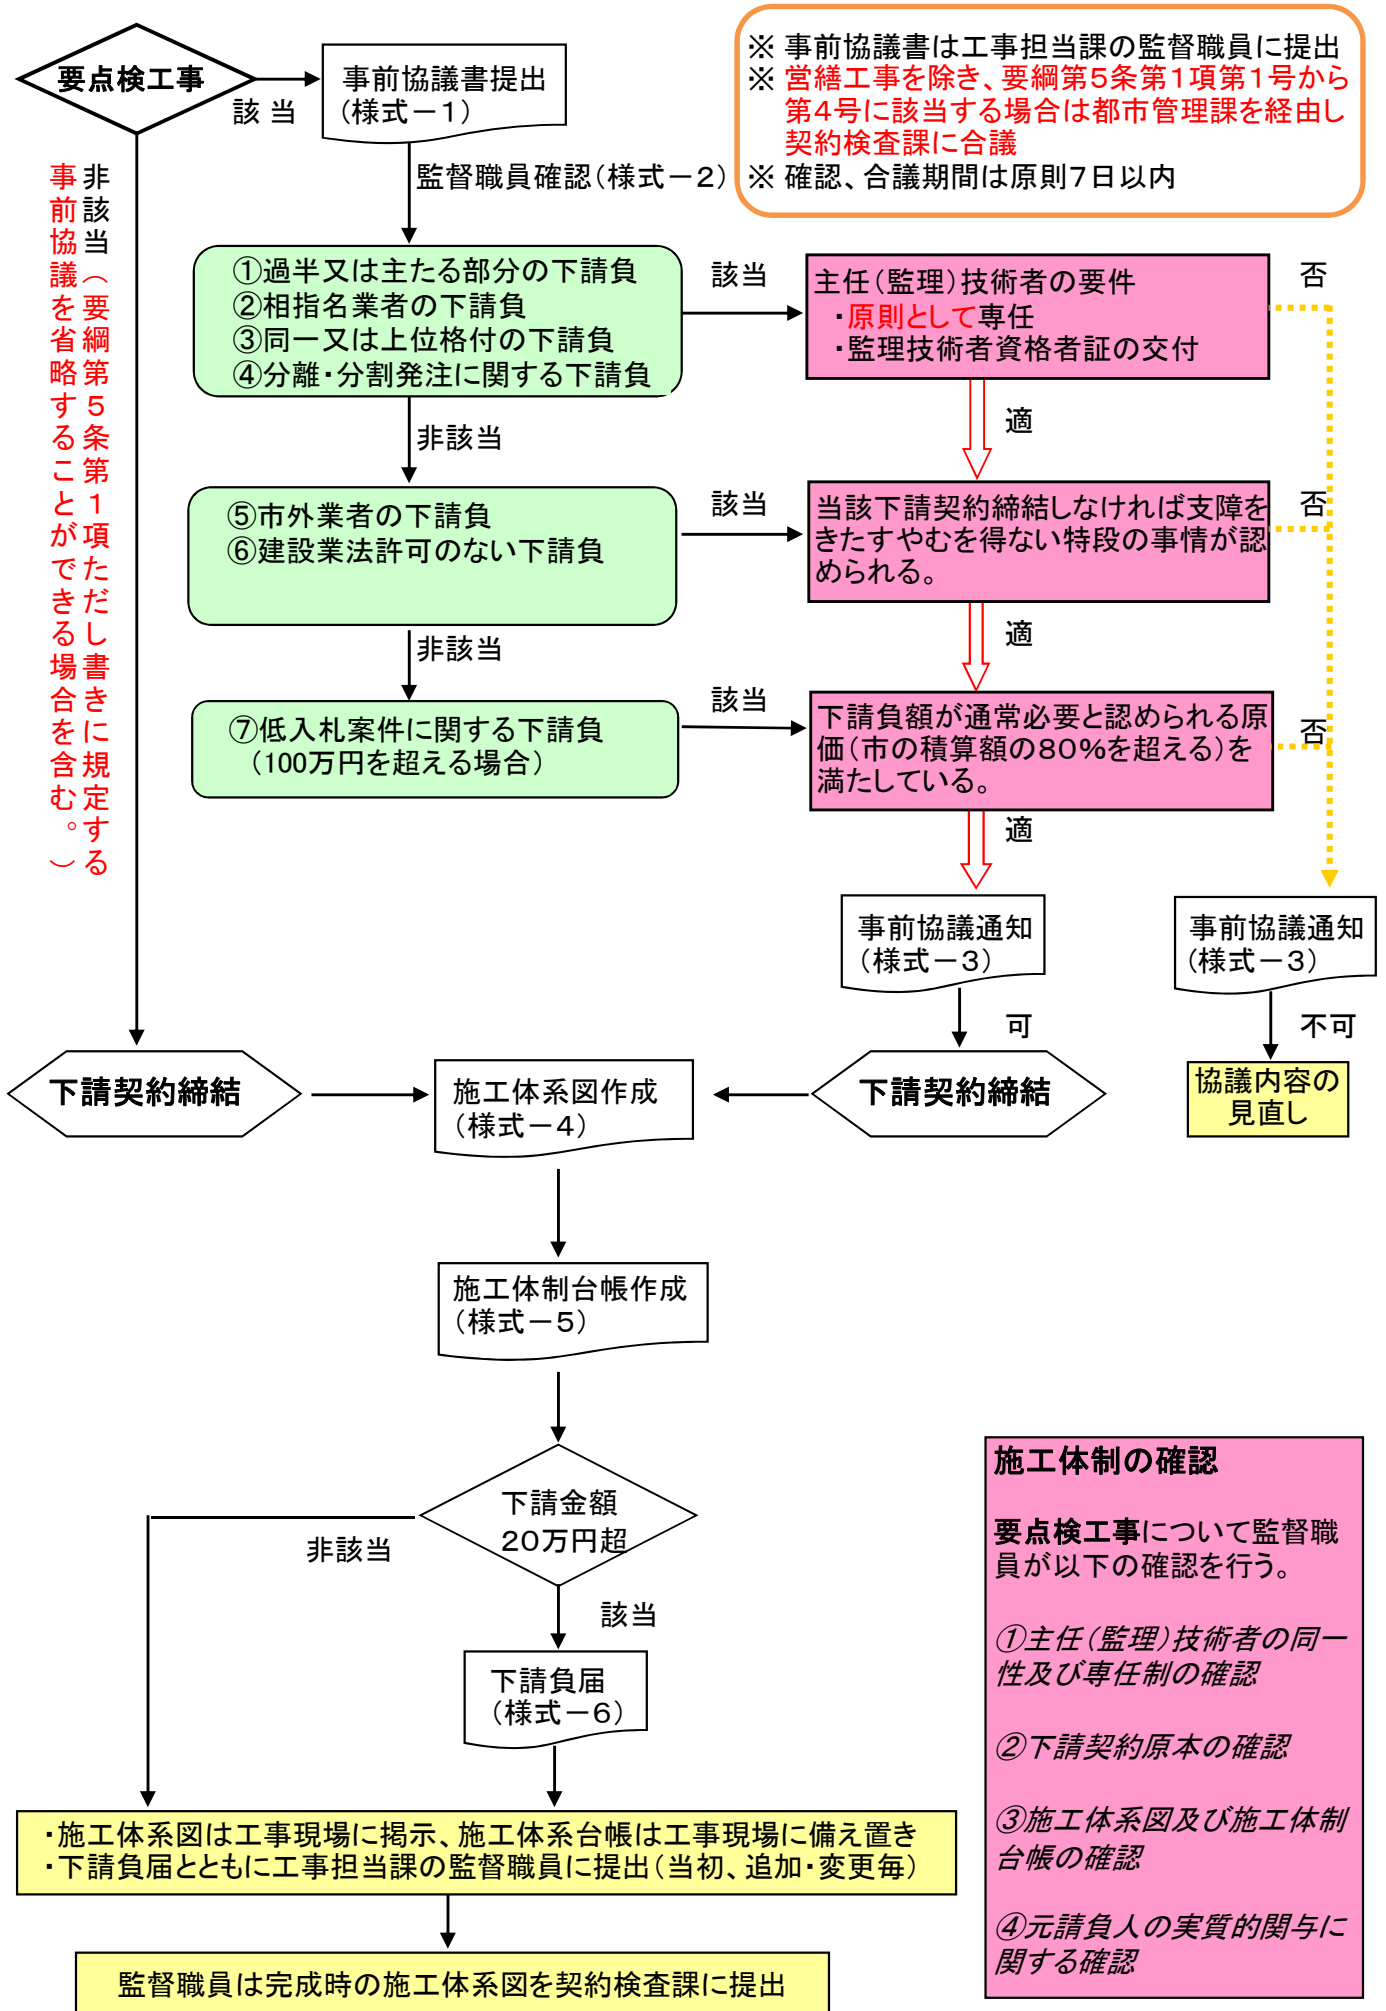 要点検工事
該 当
事前協議書提出
(様式－1)
※ 事前協議書は工事担当課の監督職員に提出
※ 営繕工事を除き、要綱第5条第1項第1号から
第4号に該当する場合は都市管理課を経由し
契約検査課に合議
※ 確認、合議期間は原則7日以内
監督職員確認(様式－2)
非該当（要綱第5条第1項ただし書きに規定する
事前協議を省略することができる場合を含む。）
①過半又は主たる部分の下請負
②相指名業者の下請負
③同一又は上位格付の下請負
④分離・分割発注に関する下請負
該当
主任(監理)技術者の要件
・原則として専任
・監理技術者資格者証の交付
否
非該当
適
⑤市外業者の下請負
⑥建設業法許可のない下請負
該当
当該下請契約締結しなければ支障を
きたすやむを得ない特段の事情が認
められる。
否
非該当
適
⑦低入札案件に関する下請負
(100万円を超える場合)
該当
下請負額が通常必要と認められる原
価(市の積算額の80％を超える)を
満たしている。
否
適
事前協議通知
(様式－3)
事前協議通知
(様式－3)
可
不可
下請契約締結
施工体系図作成
(様式－4)
下請契約締結
協議内容の
見直し
施工体制台帳作成
(様式－5)
下請金額
20万円超
非該当
該当
下請負届
(様式－6)
・施工体系図は工事現場に掲示、施工体系台帳は工事現場に備え置き
・下請負届とともに工事担当課の監督職員に提出(当初、追加・変更毎)
監督職員は完成時の施工体系図を契約検査課に提出
施工体制の確認
要点検工事について監督職
員が以下の確認を行う。
①主任(監理)技術者の同一
性及び専任制の確認
②下請契約原本の確認
③施工体系図及び施工体制
台帳の確認
④元請負人の実質的関与に
関する確認